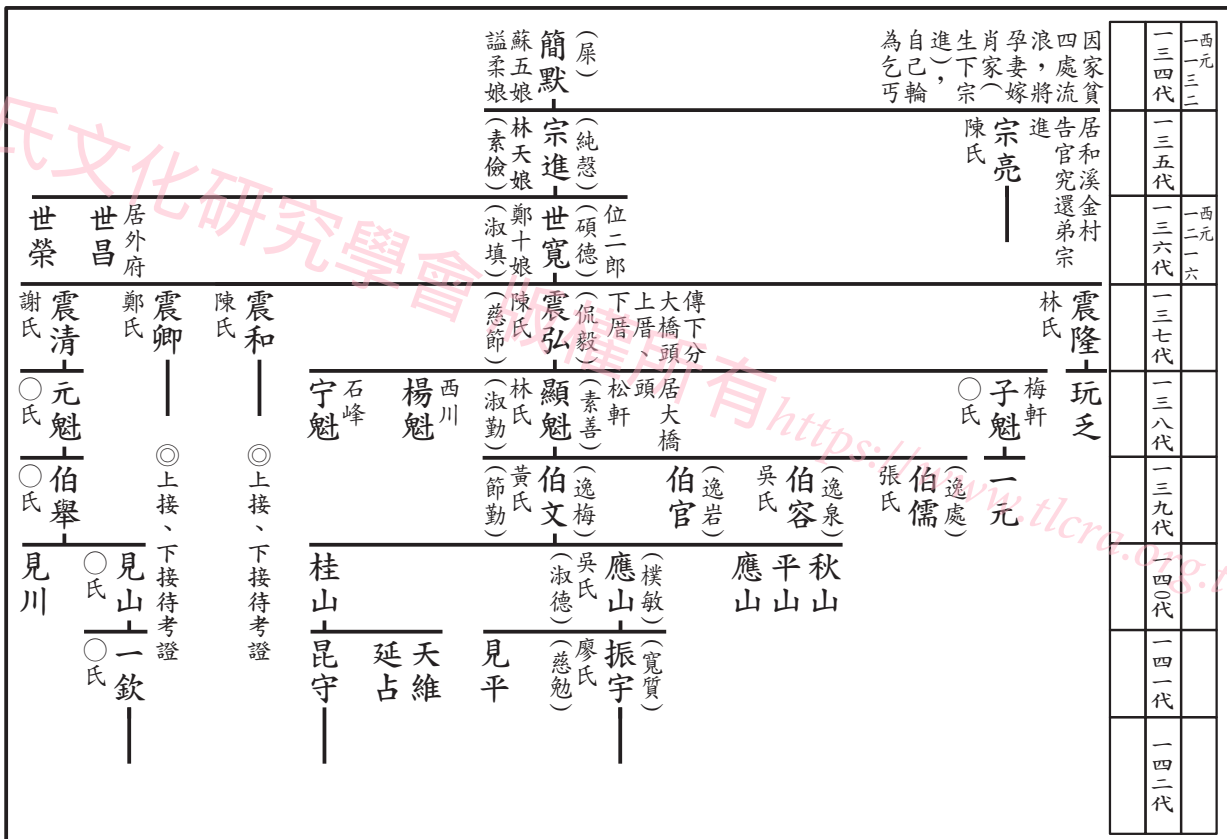 西元
一一三二
一三四代
因家貧
四處流
浪，將
孕妻嫁
肖家（
生下宗
進），
自己輪
為乞丐
（屎）
簡默
蘇五娘
謚柔娘
一三五代
居和溪金村
告官究還弟宗
進
宗亮
陳氏
（純愨）
宗進
林天娘
（素儉）
西元
一二一六
一三六代
位二郎
（碩德）
世寬
鄭十娘
（淑填）
居外府
世昌
世榮
一三七代
震隆
林氏
傳下分
大橋頭
上厝、
下厝
（侃毅）
震弘
陳氏
（慈節）
震和
陳氏
震卿
鄭氏
震清
謝氏
一三八代
玩乏
梅軒
子魁
○氏
居大橋
頭
松軒
（素善）
顯魁
林氏
（淑勤）
西川
楊魁
石峰
宁魁
元魁
○氏
一三九代
一元
（逸處）
伯儒
張氏
（逸泉）
伯容
吳氏
（逸岩）
伯官
（逸梅）
伯文
黃氏
（節勤）
◎上接、下接待考證
◎上接、下接待考證
伯舉
○氏
一四○代
秋山
平山
應山
（樸敏）
應山
吳氏
（淑德）
桂山
見山
○氏
見川
一四一代
（寬質）
振宇
廖氏
（慈勉）
見平
天維
延占
昆守
一欽
○氏
一四二代
氏文化研究學會 版權所有https://www.tlcra.org.t